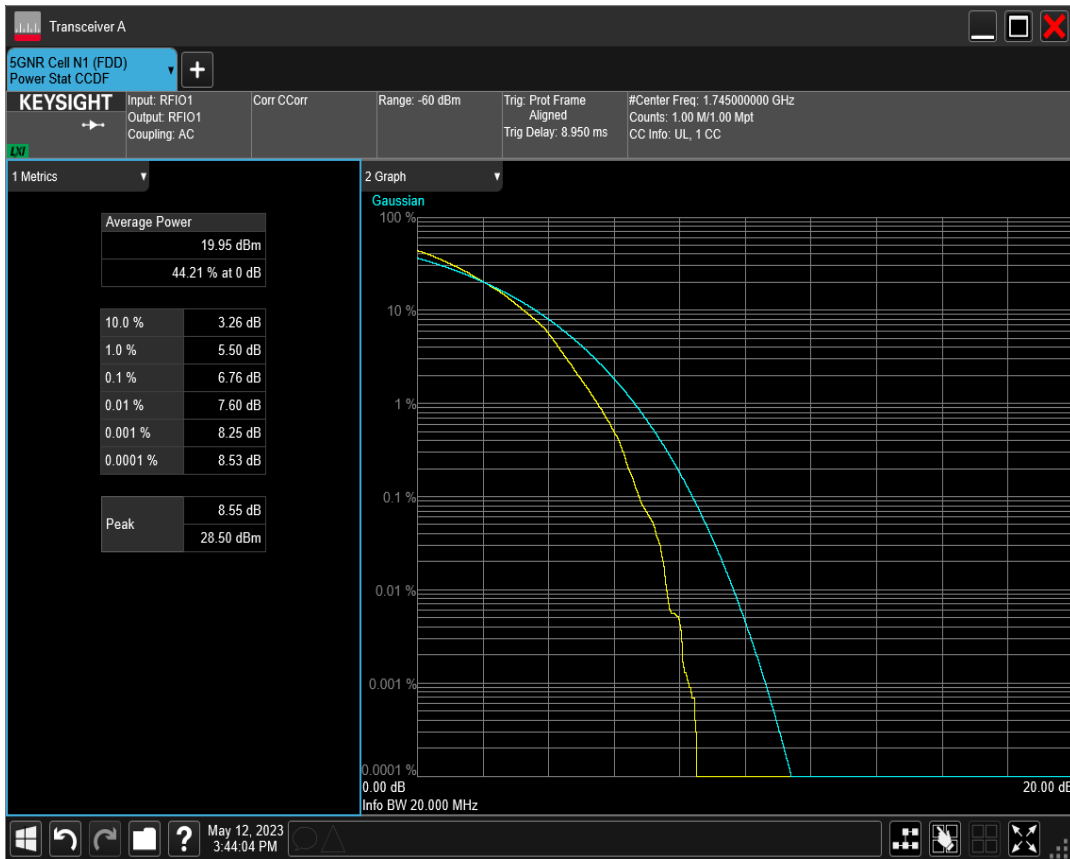 Transceiver A
5GNR Cell N1 (FDD)
Power Stat CCDF
+
KEYSIGHT
LXI
Input: RFIO1
Output: RFIO1
Coupling: AC
Corr CCorr
Range: -60 dBm
Trig: Prot Frame
Aligned
Trig Delay: 8.950 ms
#Center Freq: 1.745000000 GHz
Counts: 1.00 M/1.00 Mpt
CC Info: UL, 1 CC
1 Metrics
Average Power
19.95 dBm
44.21 % at 0 dB
10.0 % 3.26 dB
1.0 % 5.50 dB
0.1 % 6.76 dB
0.01 % 7.60 dB
0.001 % 8.25 dB
0.0001 % 8.53 dB
Peak
8.55 dB
28.50 dBm
2 Graph
Gaussian
100 %
10 %
1 %
0.1 %
0.01 %
0.001 %
0.0001 %
0.00 dB 20.00 dB
Info BW 20.000 MHz
?
May 12, 2023
3:44:04 PM